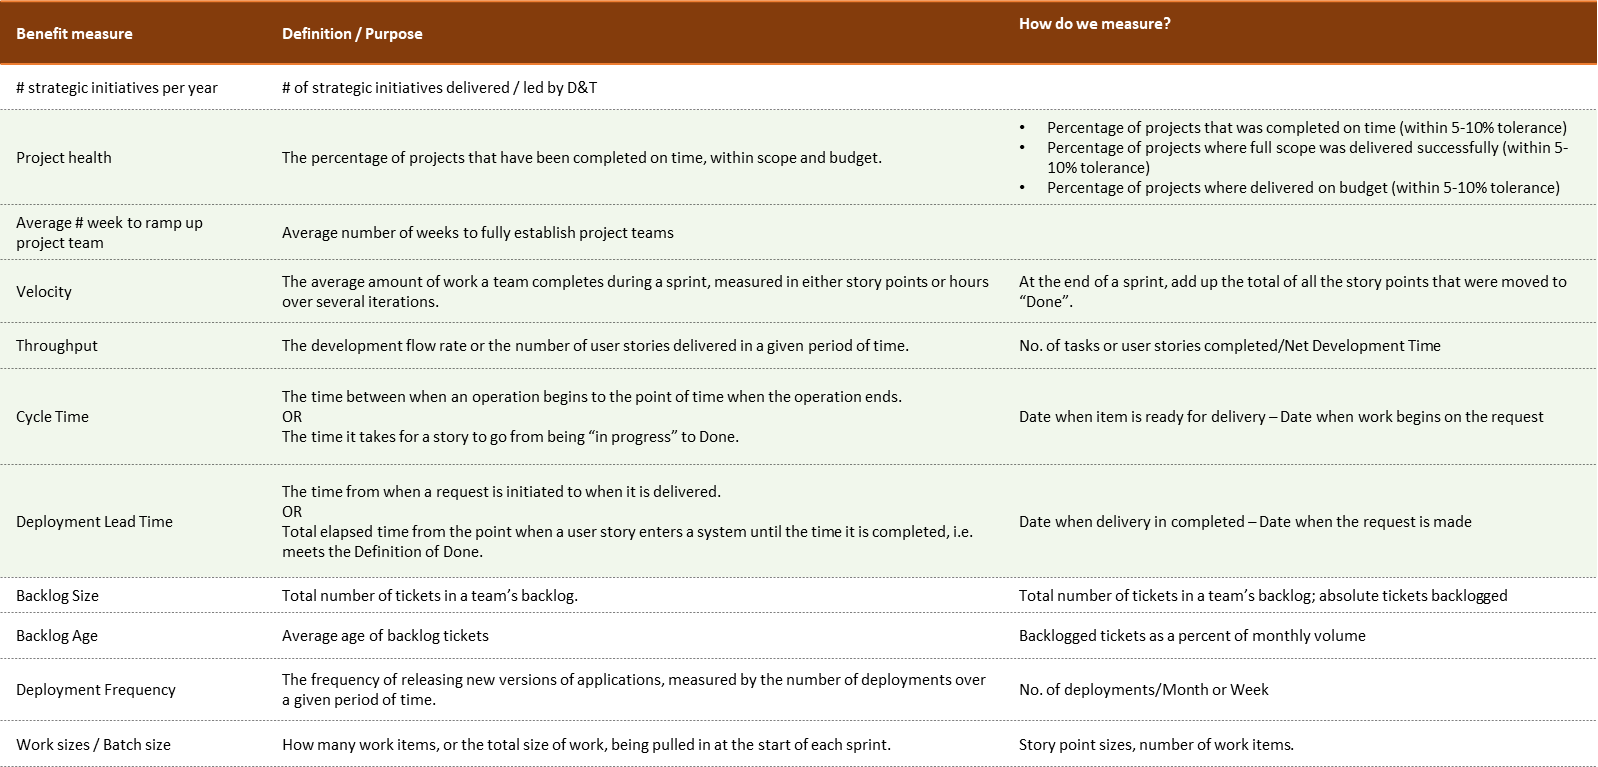 Benefit measure
Definition / Purpose
How do we measure?
# strategic initiatives per year
# of strategic initiatives delivered / led by D&T
Project health
The percentage of projects that have been completed on time, within scope and budget.
• Percentage of projects that was completed on time (within 5-10% tolerance)
• Percentage of projects where full scope was delivered successfully (within 5-
10% tolerance)
• Percentage of projects where delivered on budget (within 5-10% tolerance)
Average # week to ramp up
project team
Average number of weeks to fully establish project teams
Velocity
The average amount of work a team completes during a sprint, measured in either story points or hours
over several iterations.
At the end of a sprint, add up the total of all the story points that were moved to
“Done”.
Throughput
The development flow rate or the number of user stories delivered in a given period of time.
No. of tasks or user stories completed/Net Development Time
Cycle Time
The time between when an operation begins to the point of time when the operation ends.
OR
The time it takes for a story to go from being “in progress” to Done.
Date when item is ready for delivery – Date when work begins on the request
Deployment Lead Time
The time from when a request is initiated to when it is delivered.
OR
Total elapsed time from the point when a user story enters a system until the time it is completed, i.e.
meets the Definition of Done.
Date when delivery in completed – Date when the request is made
Backlog Size
Total number of tickets in a team’s backlog.
Total number of tickets in a team’s backlog; absolute tickets backlogged
Backlog Age
Average age of backlog tickets
Backlogged tickets as a percent of monthly volume
Deployment Frequency
The frequency of releasing new versions of applications, measured by the number of deployments over
a given period of time.
No. of deployments/Month or Week
Work sizes / Batch size
How many work items, or the total size of work, being pulled in at the start of each sprint.
Story point sizes, number of work items.